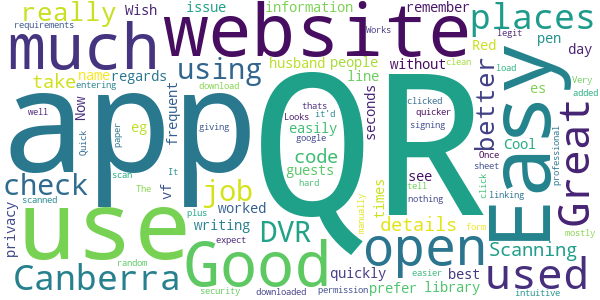 really
issue
information
remember
Wish
requirements
much
website
places
pen
Red
day
take
name
regards
using
husband
people
line
without
Works
clean
legit
load
Very
added
app
QR
Easy
Great
better
Now
entering
download
frequent
thats
Looks
it'd
google
clicked
quicker
signing
seconds
es
well
Quick
paper
eg
giving
easily
code
guests
hard
see
nothing
Once
sheet
Cool
professional
check
The
scan
It
vf
job
times
tell
click
linking
scanned
use
plus
worked
writing
DVR
manually
details
form
Scanning
mostly
privacy
Good
expect
open
Canberra
random
security
downloaded
permission
quickly
prefer
library
easier
best
used
intuitive